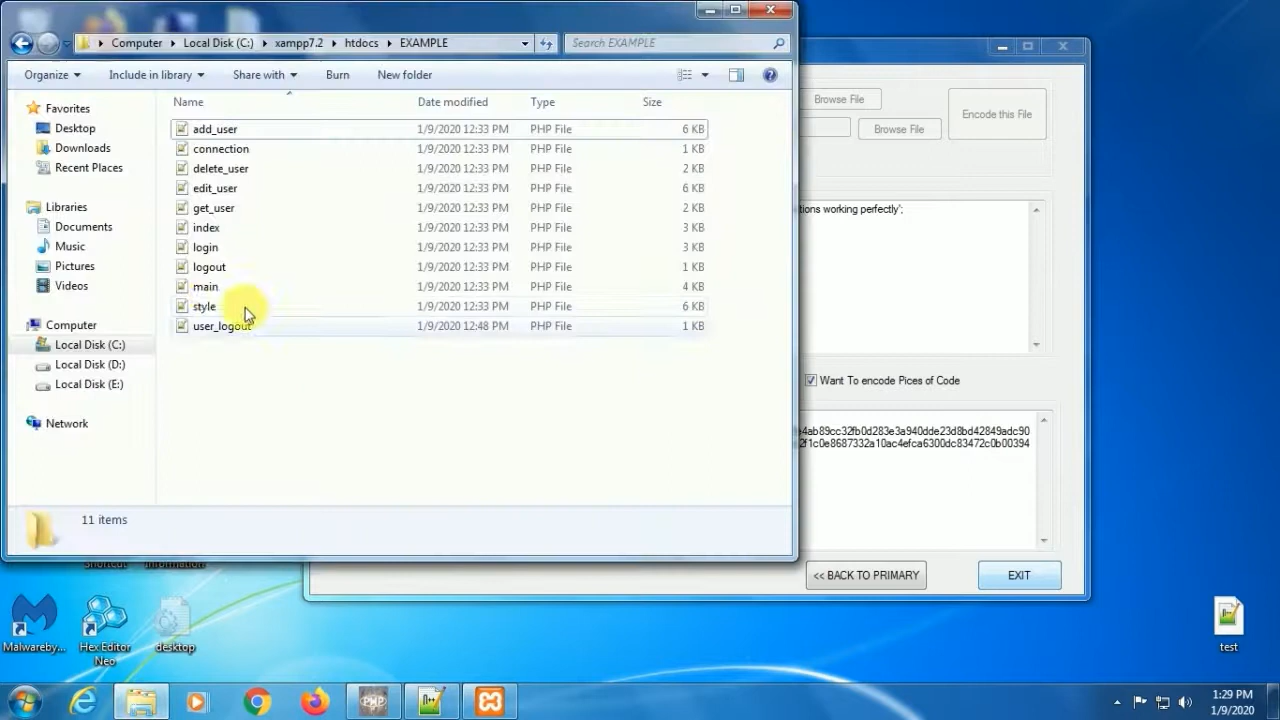 Computer Local Disk (C:) xampp7.2 htdocs EXAMPLE Search EXAMPLE
Organize Include in library Share with Burn New folder
Favorites
Desktop
Downloads
Recent Places
Libraries
Documents
Music
Pictures
Videos
Computer
Local Disk (C:)
Local Disk (D:)
Local Disk (E:)
Network
Name Date modified Type Size
add_user 1/9/2020 12:33 PM PHP File 6 KB
connection 1/9/2020 12:33 PM PHP File 1 KB
delete_user 1/9/2020 12:33 PM PHP File 2 KB
edit_user 1/9/2020 12:33 PM PHP File 6 KB
get_user 1/9/2020 12:33 PM PHP File 2 KB
index 1/9/2020 12:33 PM PHP File 3 KB
login 1/9/2020 12:33 PM PHP File 3 KB
logout 1/9/2020 12:33 PM PHP File 1 KB
main 1/9/2020 12:33 PM PHP File 4 KB
style 1/9/2020 12:33 PM PHP File 6 KB
user_logout 1/9/2020 12:48 PM PHP File 1 KB
11 items
Browse File
Encode this File
Browse File
tions working perfectly';
Want To encode Pices of Code
e4ab89cc32fb0d283e3a940dde23d8bd42849adc90
2f1c0e8687332a10ac4efca6300dc83472c0b00394
<< BACK TO PRIMARY EXIT
Shortcut Information
Malwareby...
Hex Editor
Neo
desktop
test
PHP
1:29 PM
1/9/2020